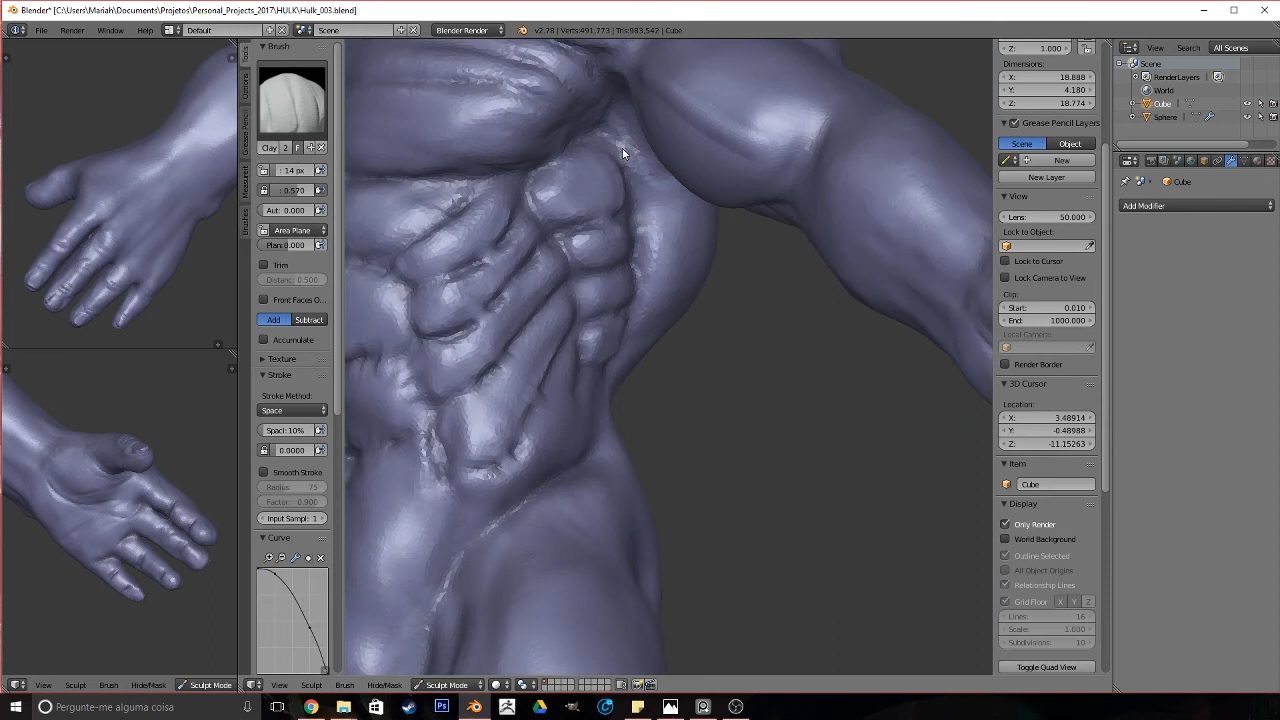 Blender* [C:\Users\Mariah\Documents\Projetos\Personal_Projects_2017\HULK\Hulk_003.blend]
File Render Window Help Default Scene Blender Render v2.78 | Verts:491,773 | Tris:983,542 | Cube
Tools
Options
Grease Pencil
Measurement
Brushes
Brush
Clay 2 F
: 14 px
: 0.570
Aut: 0.000
Area Plane
Plan: 0.000
Trim
Distanc: 0.500
Front Faces O...
Add Subtract
Accumulate
Texture
Stroke
Stroke Method:
Space
Spaci: 10%
0.0000
Smooth Stroke
Radius: 75
Factor: 0.900
Input Sampl: 1
Curve
Z: 1.000
Dimensions:
X: 18.888
Y: 4.180
Z: 18.774
Grease Pencil Layers
Scene Object
New
New Layer
View
Lens: 50.000
Lock to Object:
Lock to Cursor
Lock Camera to View
Clip:
Start: 0.010
End: 1000.000
Local Camera:
Render Border
3D Cursor
Location:
X: 3.48914
Y: -0.48988
Z: -11.15263
Item
Cube
Display
Only Render
World Background
Outline Selected
All Object Origins
Relationship Lines
Grid Floor X Y Z
Lines: 16
Scale: 1.000
Subdivisions: 10
Toggle Quad View
View Search All Scenes
Scene
RenderLayers
World
Cube
Sphere
Cube
Add Modifier
View Sculpt Brush Hide/Mask Sculpt Mode
View Sculpt Brush Hide/Mask Sculpt Mode
Pergunte-me alguma coisa
Ps